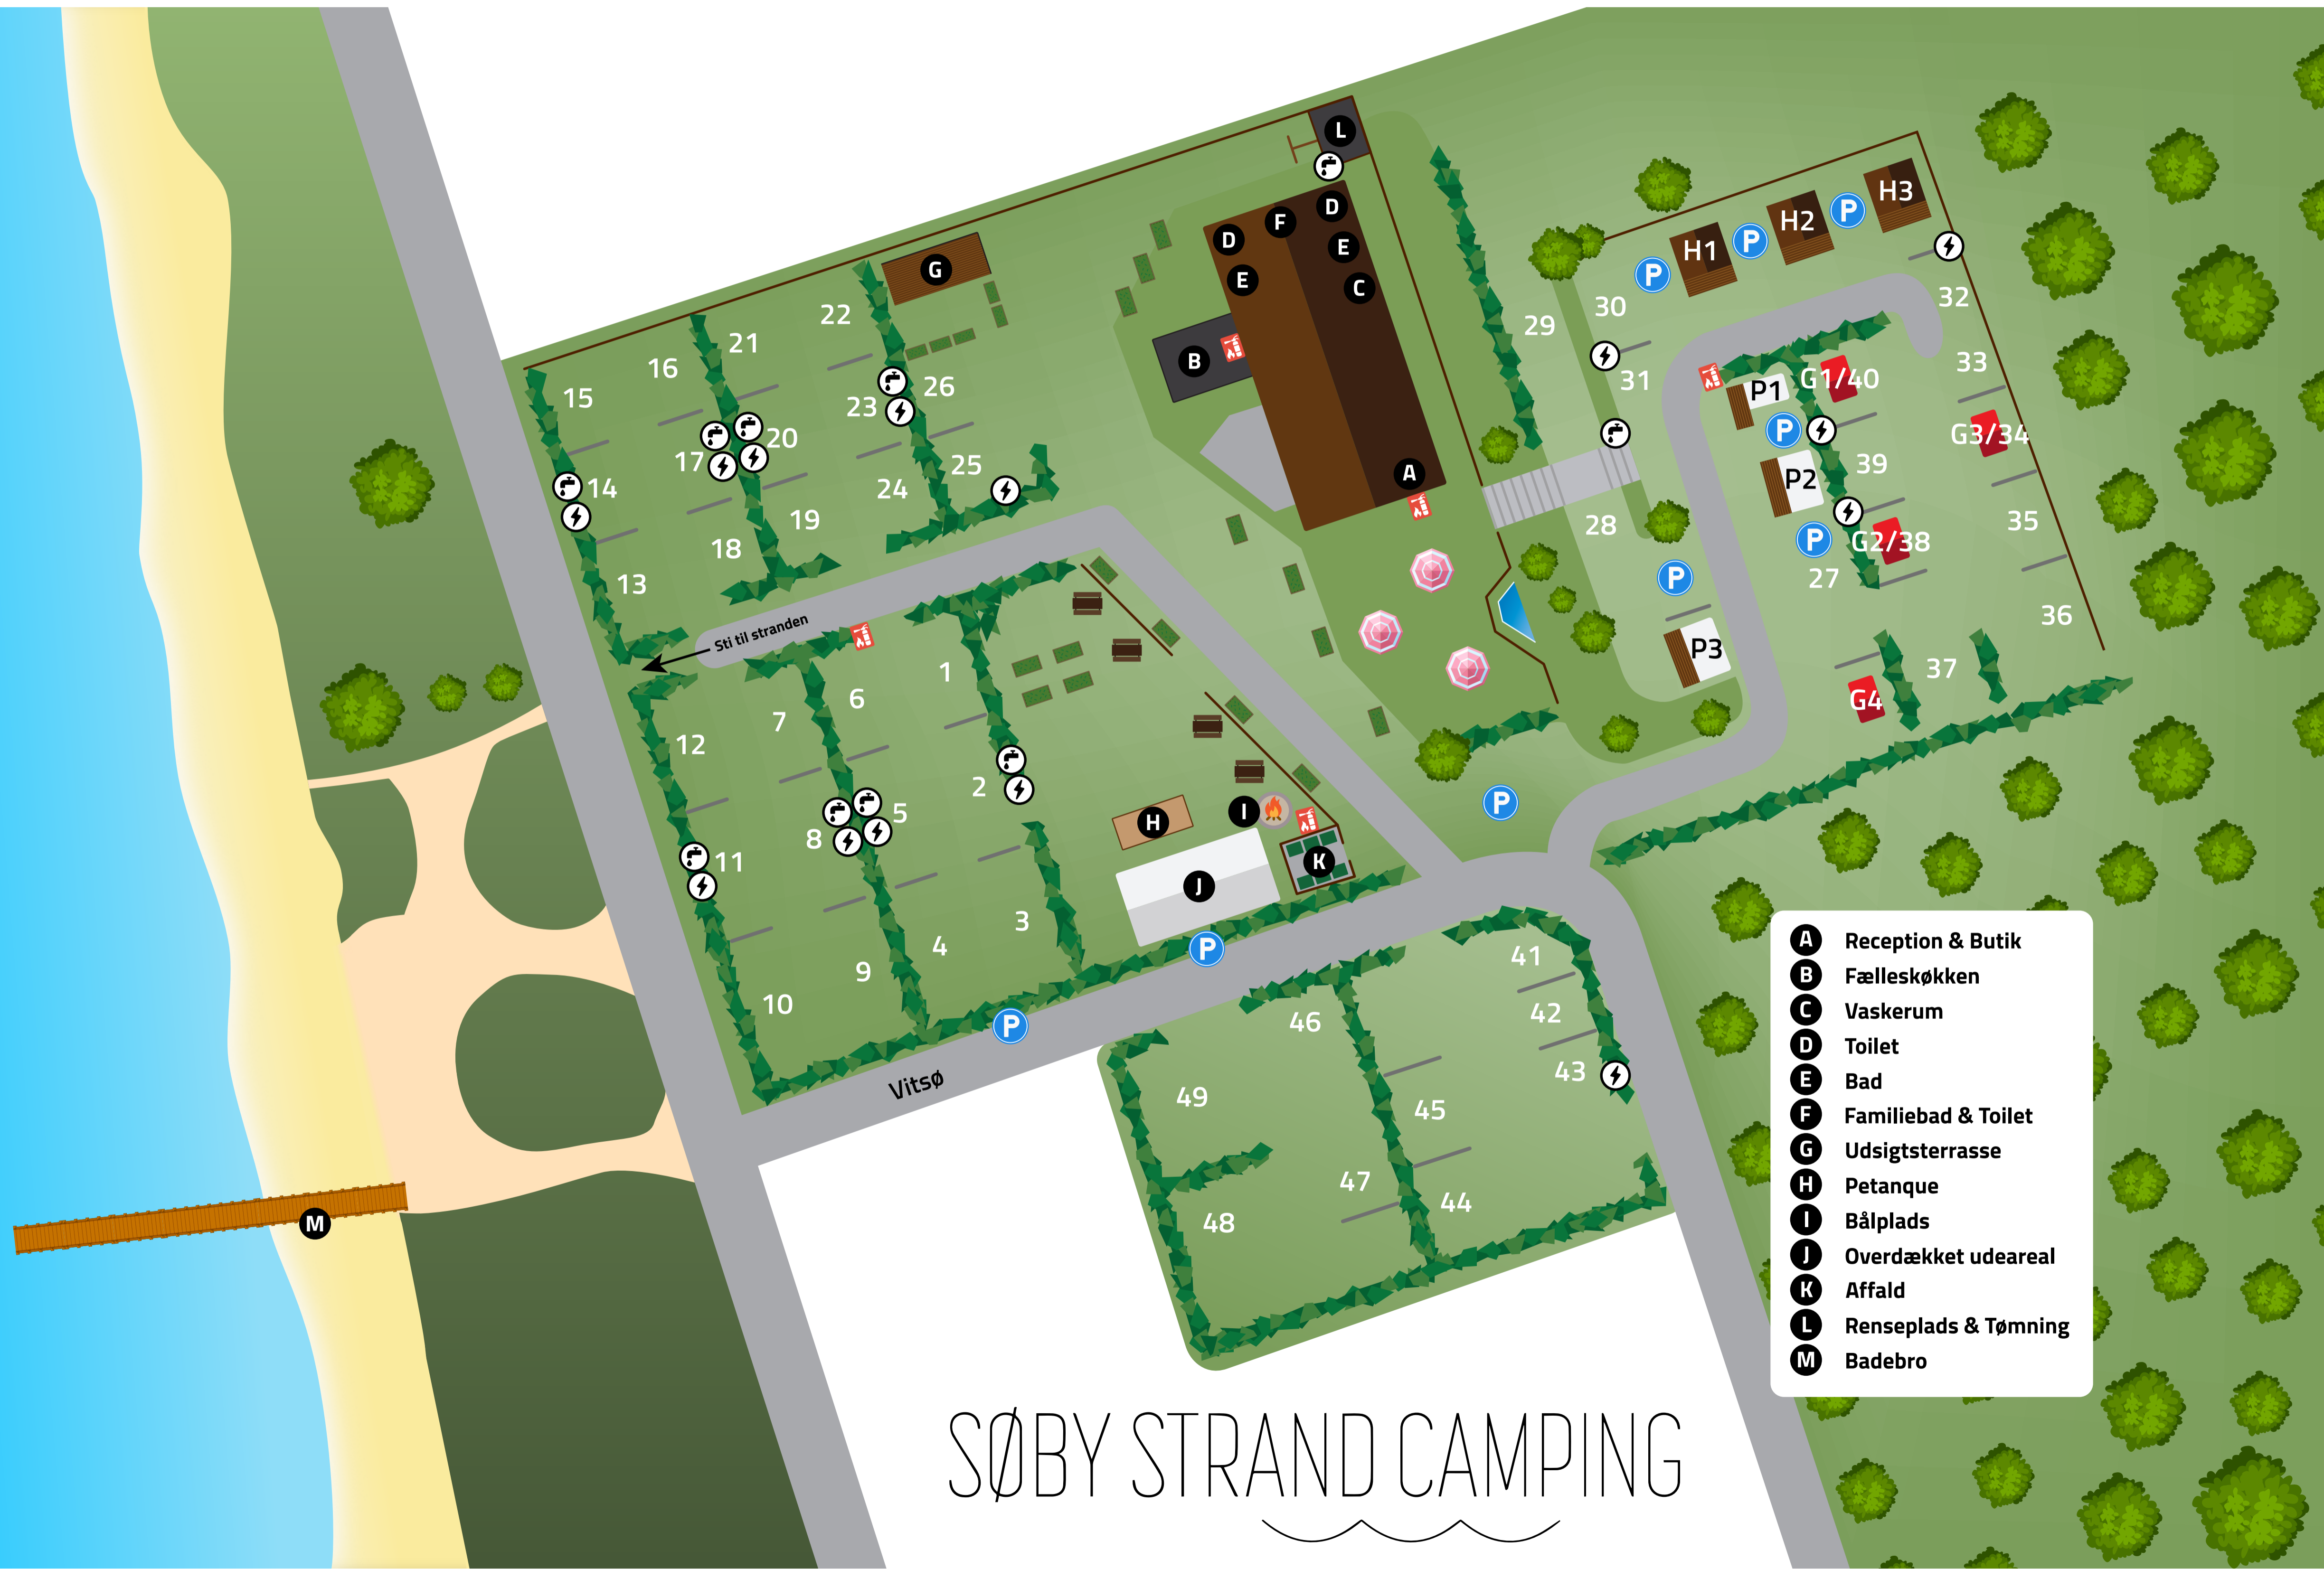 L
D
F
D
E
E
C
B
A
G
H3
H2
H1
P
P
P
30
29
31
32
33
22
21
16
15
26
23
20
17
14
25
24
19
18
13
P1
G1/40
P
G3/34
39
P2
35
28
P
G2/38
27
P
36
P3
37
G4
Sti til stranden
1
6
7
12
2
5
8
11
3
4
9
10
H
I
K
J
P
P
P
Vitsø
41
42
43
46
45
44
47
49
48
M
A Reception & Butik
B Fælleskøkken
C Vaskerum
D Toilet
E Bad
F Familiebad & Toilet
G Udsigtsterrasse
H Petanque
I Bålplads
J Overdækket udeareal
K Affald
L Renseplads & Tømning
M Badebro
SØBY STRAND CAMPING